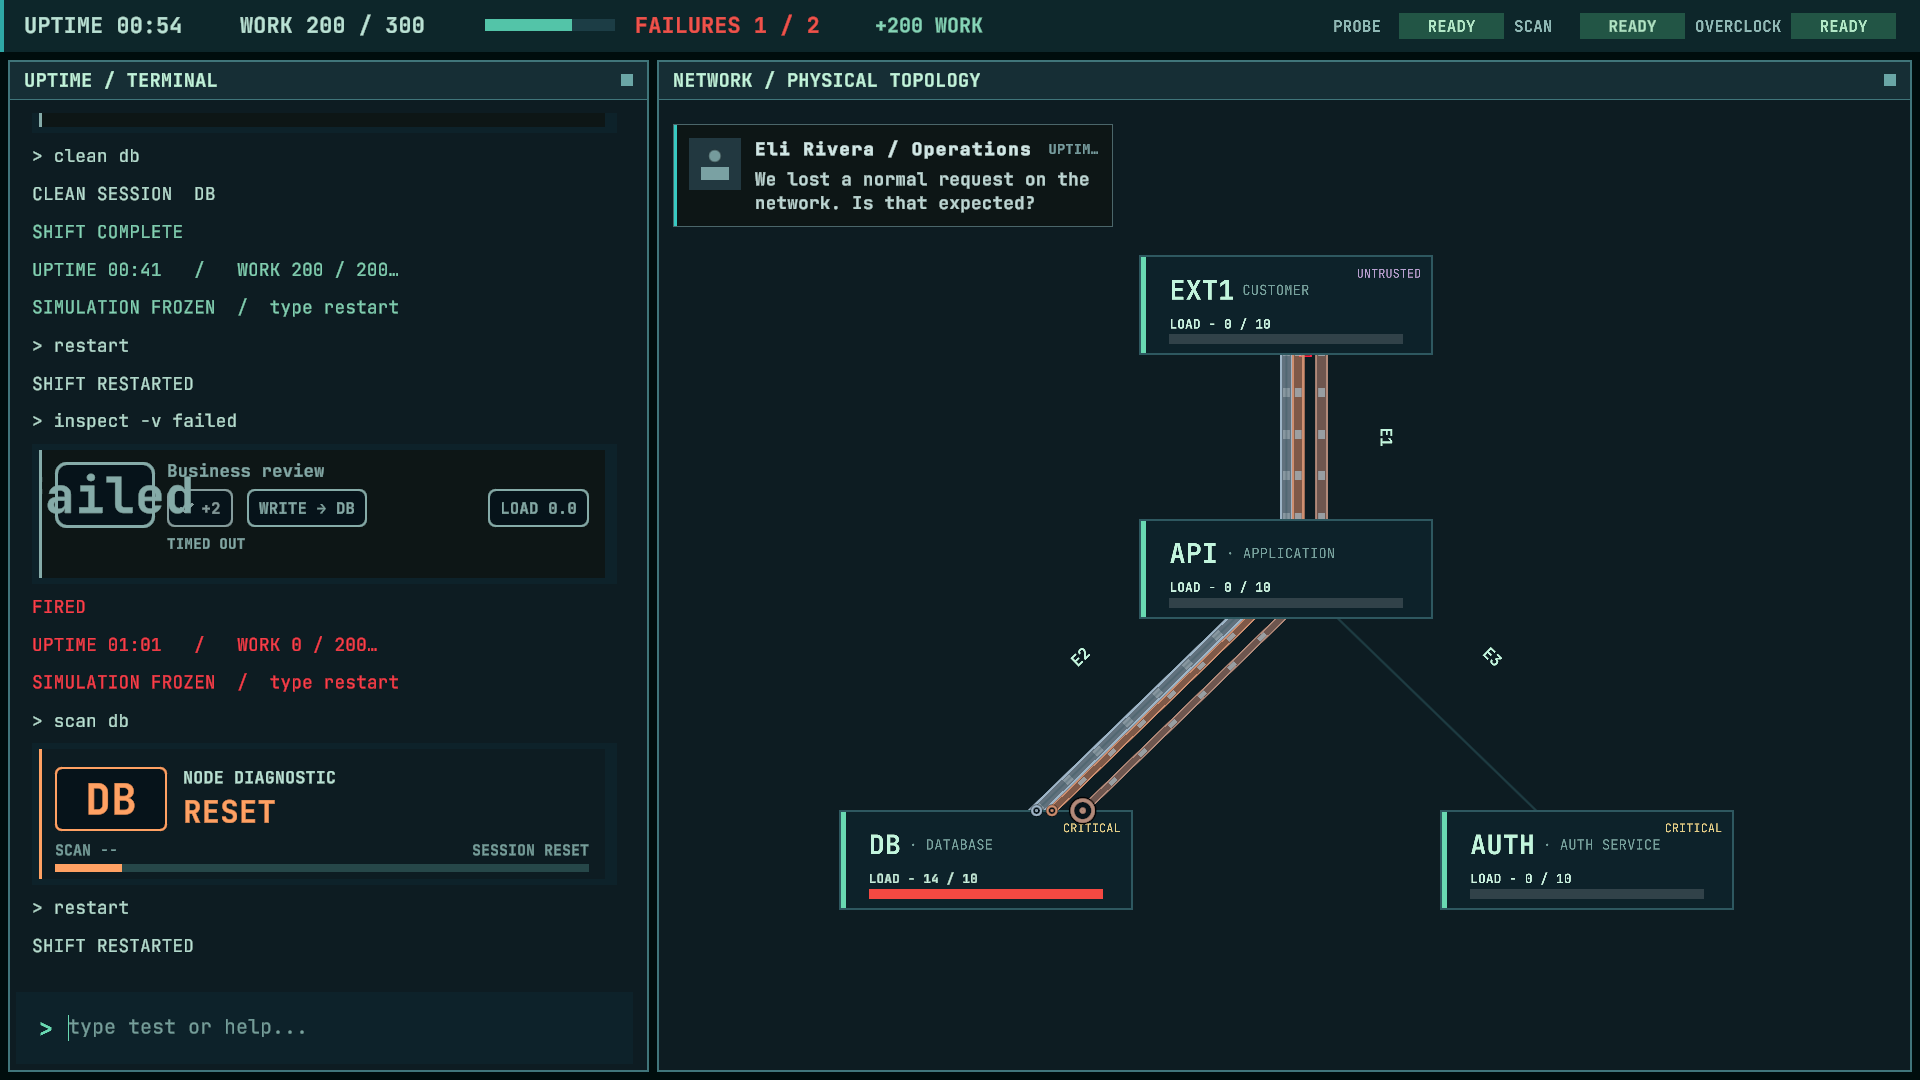 UPTIME 00:54 WORK 200 / 300 FAILURES 1 / 2 +200 WORK PROBE READY SCAN READY OVERCLOCK READY
UPTIME / TERMINAL
> clean db
CLEAN SESSION DB
SHIFT COMPLETE
UPTIME 00:41 / WORK 200 / 200…
SIMULATION FROZEN / type restart
> restart
SHIFT RESTARTED
> inspect -v failed
ailed
Business review
+2 WRITE → DB LOAD 0.0
TIMED OUT
FIRED
UPTIME 01:01 / WORK 0 / 200…
SIMULATION FROZEN / type restart
> scan db
DB
NODE DIAGNOSTIC
RESET
SCAN -- SESSION RESET
> restart
SHIFT RESTARTED
> type test or help...
NETWORK / PHYSICAL TOPOLOGY
Eli Rivera / Operations UPTIM…
We lost a normal request on the
network. Is that expected?
UNTRUSTED
EXT1 CUSTOMER
LOAD - 0 / 10
E1
API · APPLICATION
LOAD - 0 / 10
E2
E3
CRITICAL
DB · DATABASE
LOAD - 14 / 10
CRITICAL
AUTH · AUTH SERVICE
LOAD - 0 / 10